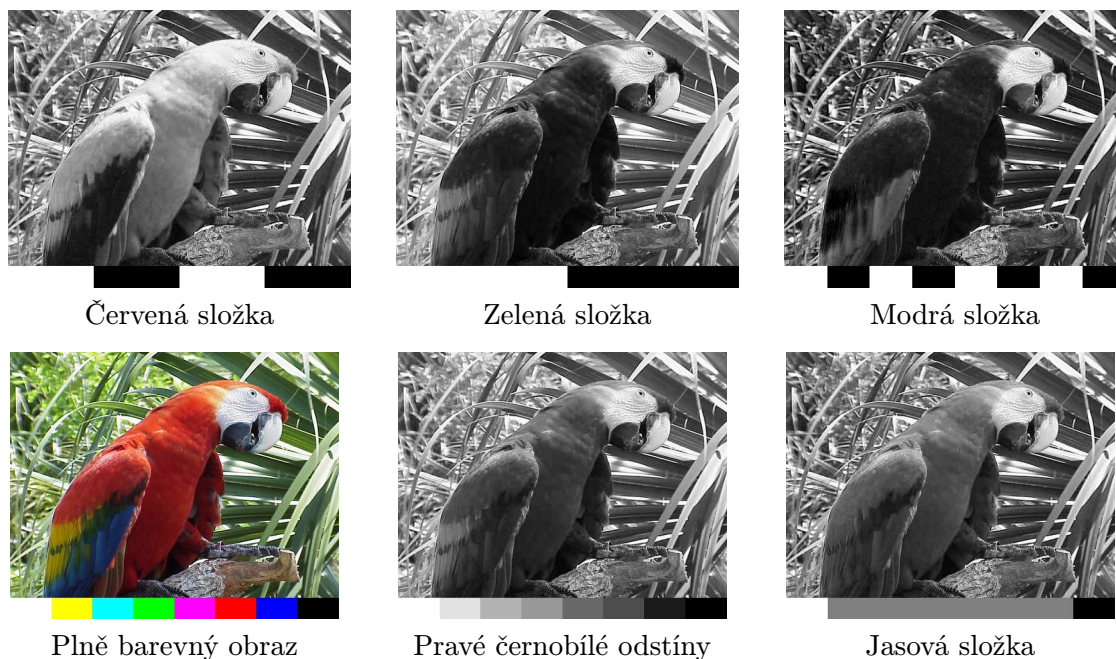 Červená složka
Zelená složka
Modrá složka
Plně barevný obraz
Pravé černobílé odstíny
Jasová složka